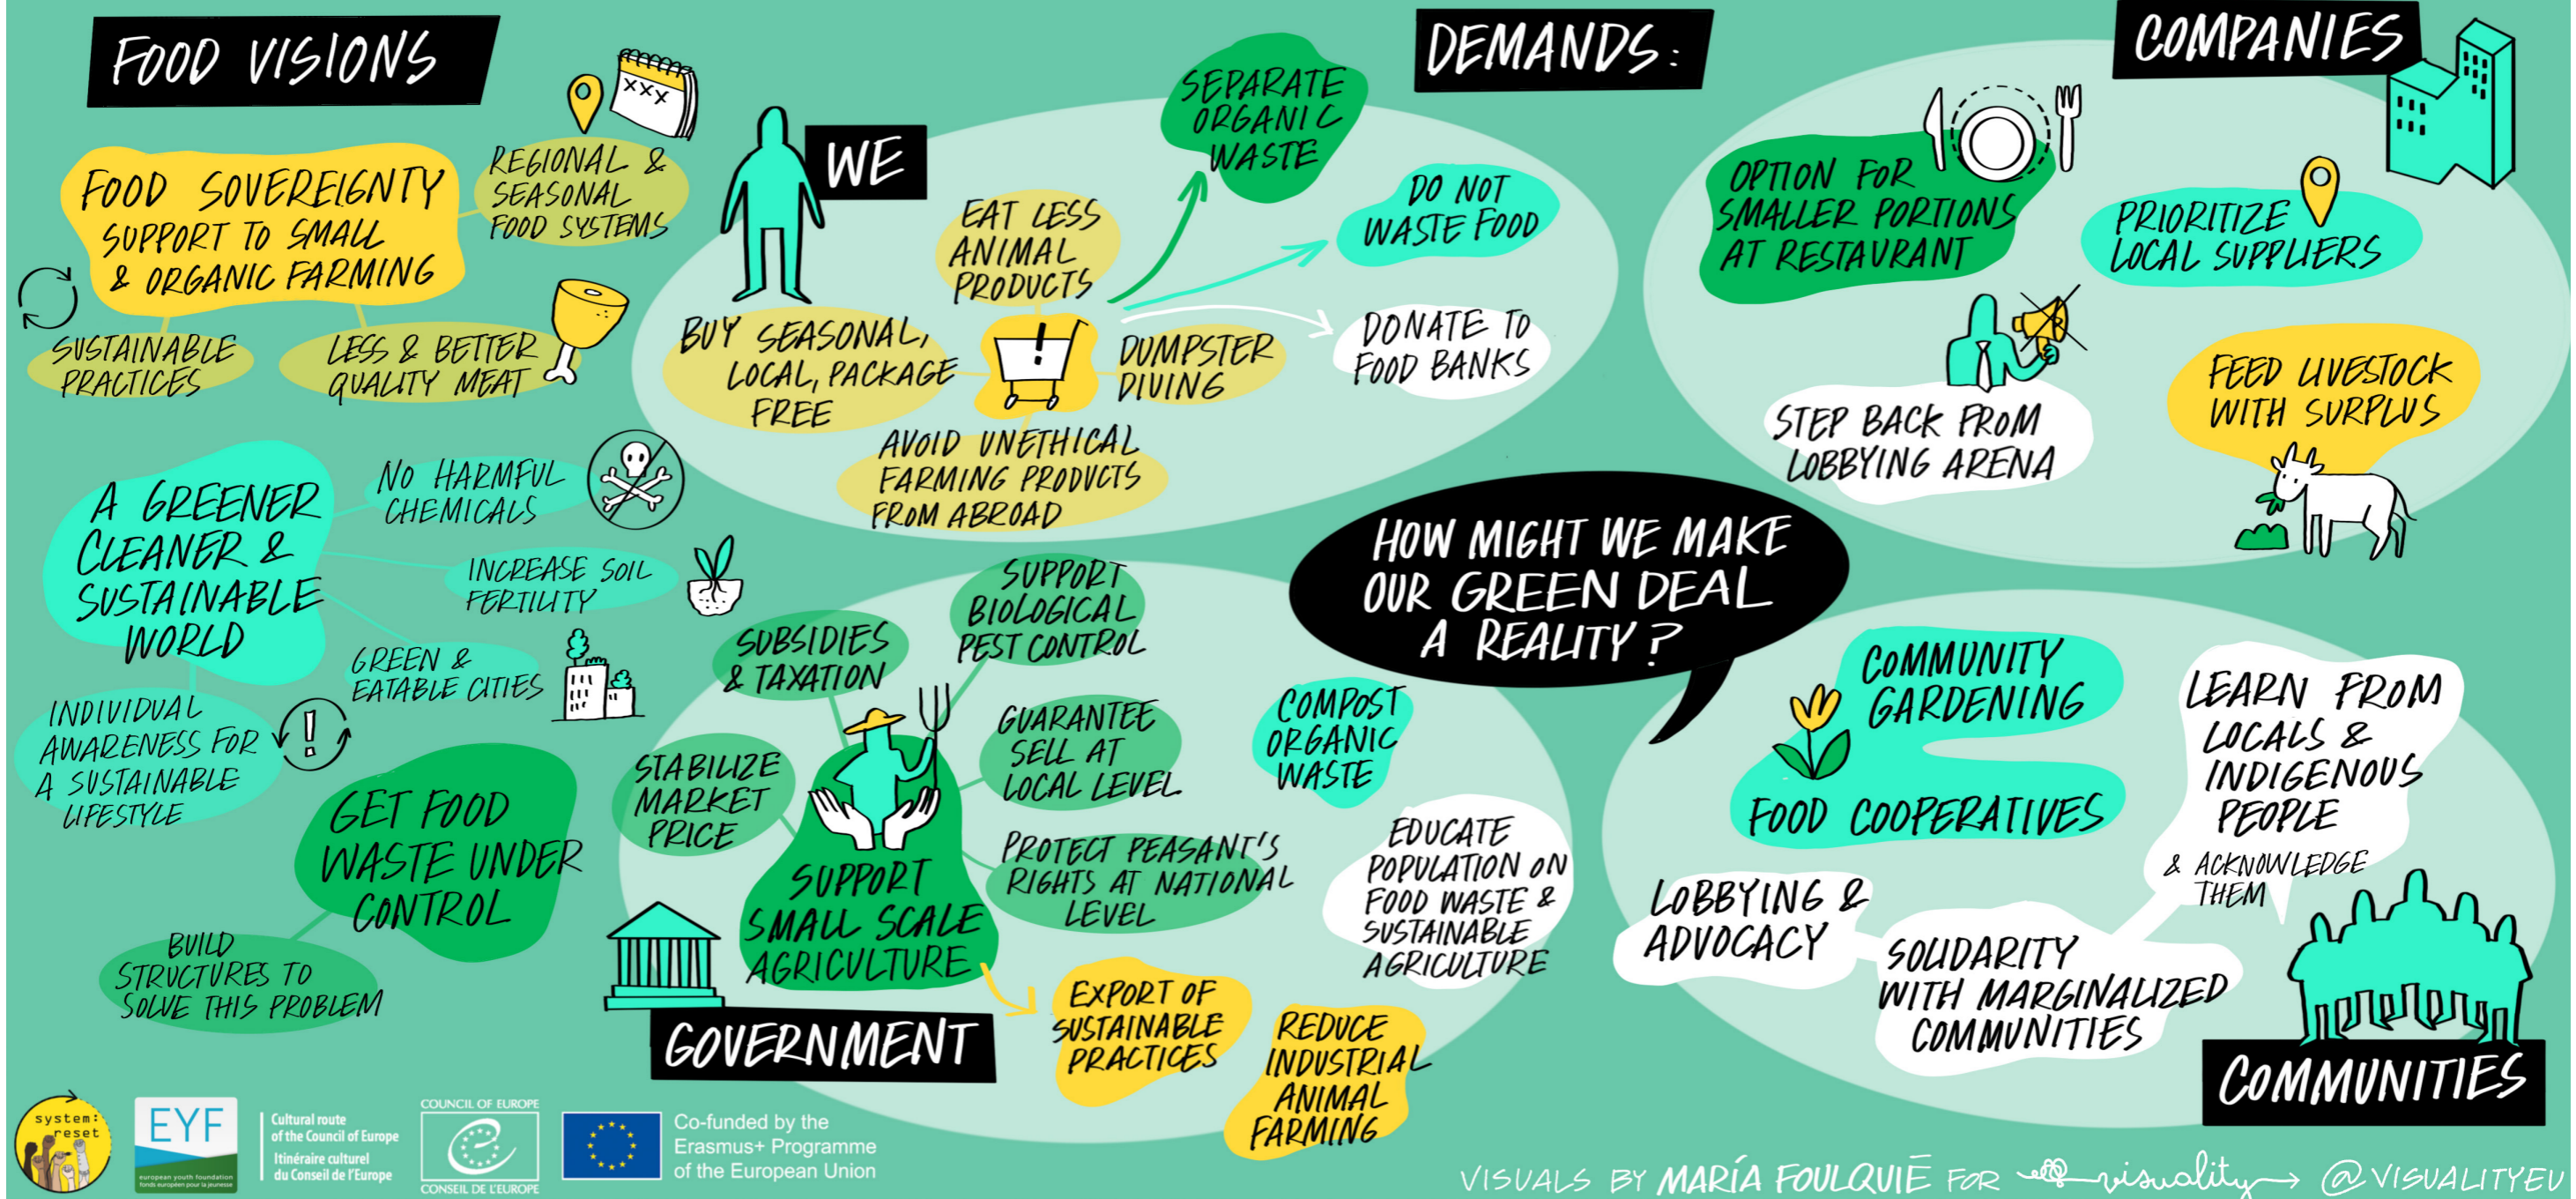 FOOD VISIONS
FOOD SOVEREIGNTY
SUPPORT TO SMALL
& ORGANIC FARMING
REGIONAL &
SEASONAL
FOOD SYSTEMS
XXX
SUSTAINABLE
PRACTICES
LESS & BETTER
QUALITY MEAT
A GREENER
CLEANER &
SUSTAINABLE
WORLD
NO HARMFUL
CHEMICALS
INCREASE SOIL
FERTILITY
GREEN &
EATABLE CITIES
INDIVIDUAL
AWARENESS FOR
A SUSTAINABLE
LIFESTYLE
!
GET FOOD
WASTE UNDER
CONTROL
BUILD
STRUCTURES TO
SOLVE THIS PROBLEM
DEMANDS:
WE
SEPARATE
ORGANIC
WASTE
DO NOT
WASTE FOOD
DONATE TO
FOOD BANKS
EAT LESS
ANIMAL
PRODUCTS
BUY SEASONAL,
LOCAL, PACKAGE
FREE
!
DUMPSTER
DIVING
AVOID UNETHICAL
FARMING PRODUCTS
FROM ABROAD
COMPANIES
OPTION FOR
SMALLER PORTIONS
AT RESTAURANT
PRIORITIZE
LOCAL SUPPLIERS
STEP BACK FROM
LOBBYING ARENA
FEED LIVESTOCK
WITH SURPLUS
HOW MIGHT WE MAKE
OUR GREEN DEAL
A REALITY?
SUBSIDIES
& TAXATION
SUPPORT
BIOLOGICAL
PEST CONTROL
STABILIZE
MARKET
PRICE
GUARANTEE
SELL AT
LOCAL LEVEL
PROTECT PEASANT'S
RIGHTS AT NATIONAL
LEVEL
SUPPORT
SMALL SCALE
AGRICULTURE
COMPOST
ORGANIC
WASTE
EDUCATE
POPULATION ON
FOOD WASTE &
SUSTAINABLE
AGRICULTURE
EXPORT OF
SUSTAINABLE
PRACTICES
REDUCE
INDUSTRIAL
ANIMAL
FARMING
GOVERNMENT
COMMUNITY
GARDENING
FOOD COOPERATIVES
LEARN FROM
LOCALS &
INDIGENOUS
PEOPLE
& ACKNOWLEDGE
THEM
LOBBYING &
ADVOCACY
SOLIDARITY
WITH MARGINALIZED
COMMUNITIES
COMMUNITIES
system:
reset
EYF
european youth foundation
fonds européen pour la jeunesse
Cultural route
of the Council of Europe
Itinéraire culturel
du Conseil de l'Europe
COUNCIL OF EUROPE
CONSEIL DE L'EUROPE
Co-funded by the
Erasmus+ Programme
of the European Union
VISUALS BY MARÍA FOULQUIÉ FOR visuality @VISUALITYEU